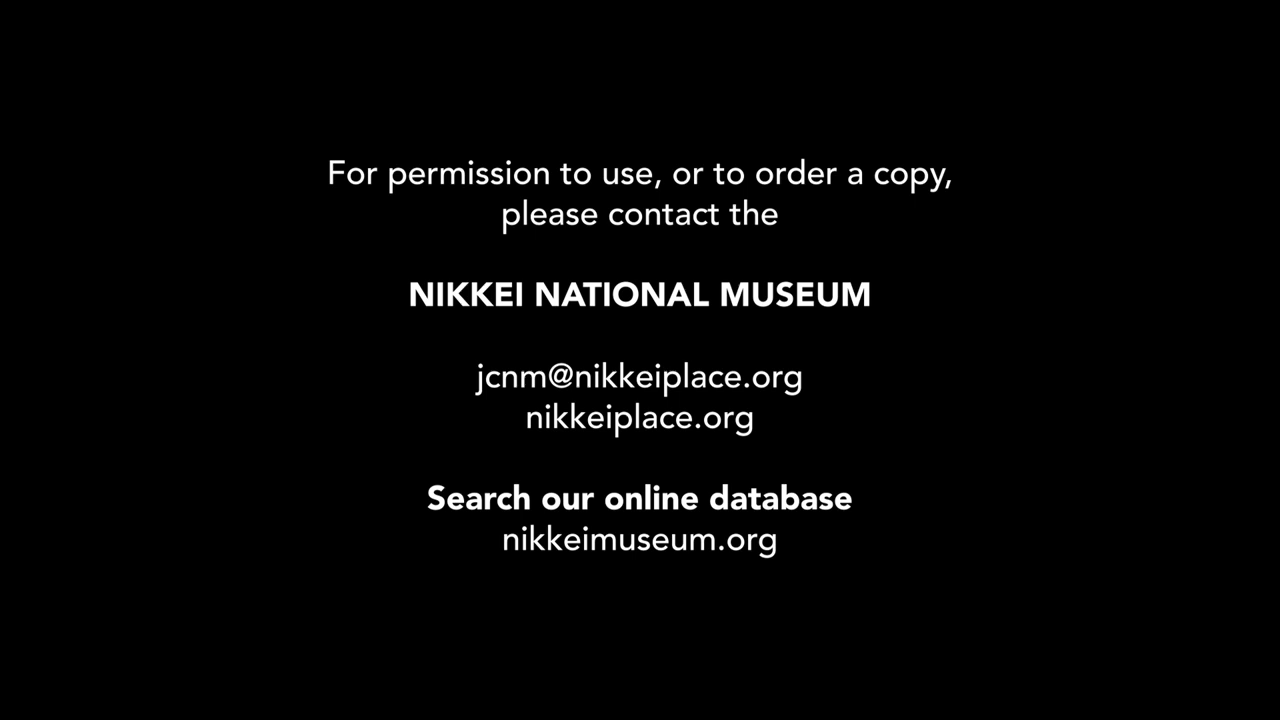 For permission to use, or to order a copy,
please contact the
NIKKEI NATIONAL MUSEUM
jcnm@nikkeiplace.org
nikkeiplace.org
Search our online database
nikkeimuseum.org